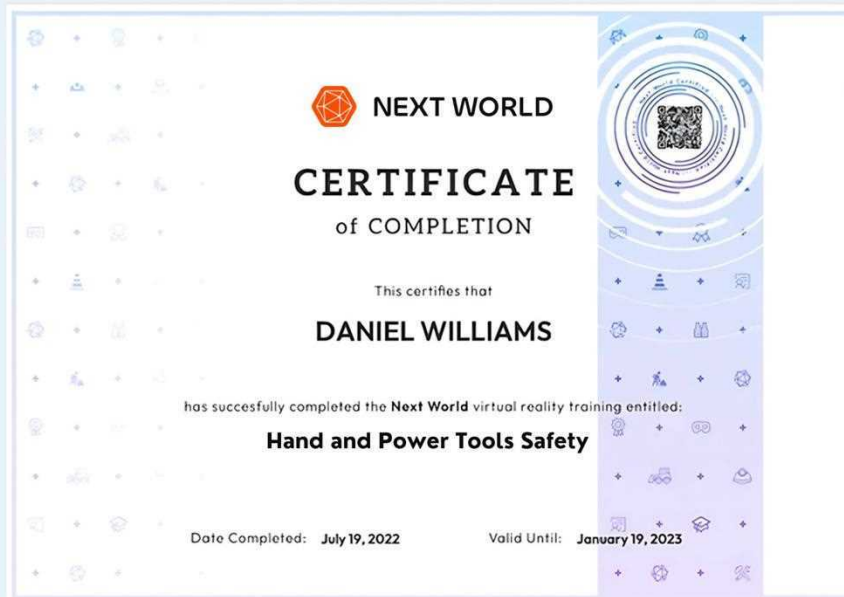 NEXT WORLD
CERTIFICATE
of COMPLETION
This certifies that
DANIEL WILLIAMS
has succesfully completed the Next World virtual reality training entitled:
Hand and Power Tools Safety
Date Completed: July 19, 2022 Valid Until: January 19, 2023